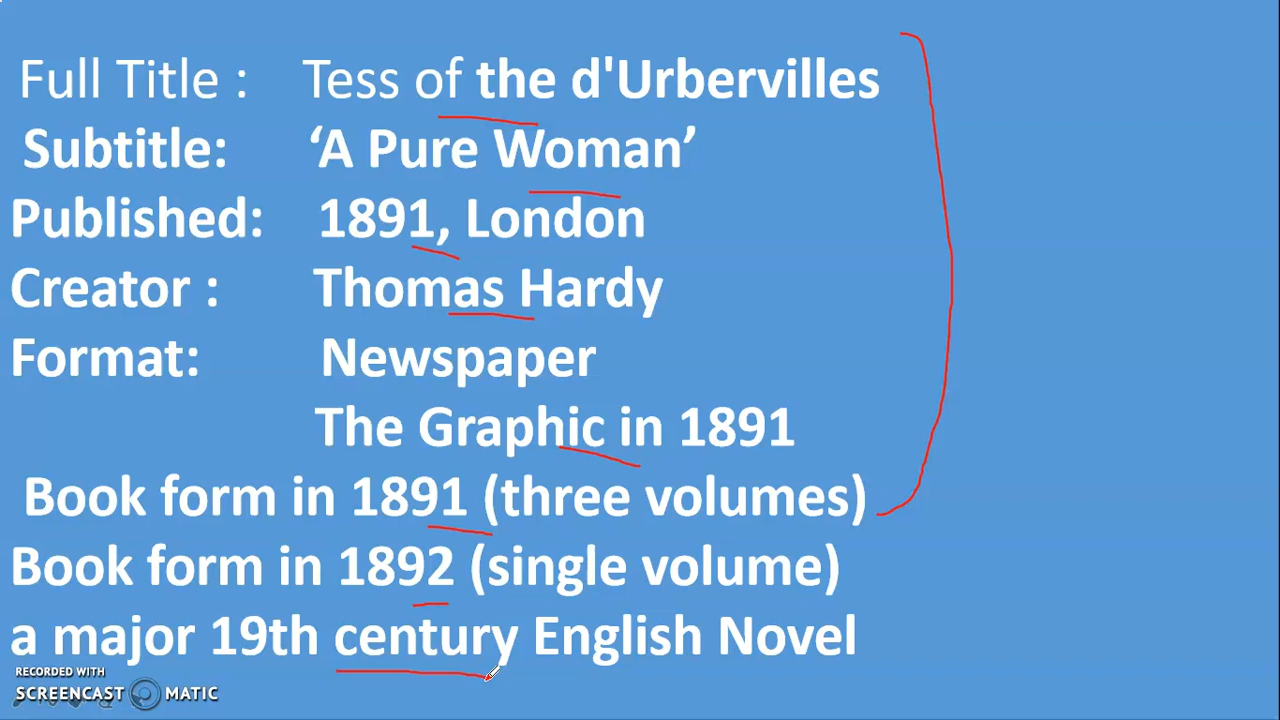 Full Title : Tess of the d'Urbervilles
Subtitle: ‘A Pure Woman’
Published: 1891, London
Creator : Thomas Hardy
Format: Newspaper
The Graphic in 1891
Book form in 1891 (three volumes)
Book form in 1892 (single volume)
a major 19th century English Novel
RECORDED WITH
SCREENCAST MATIC